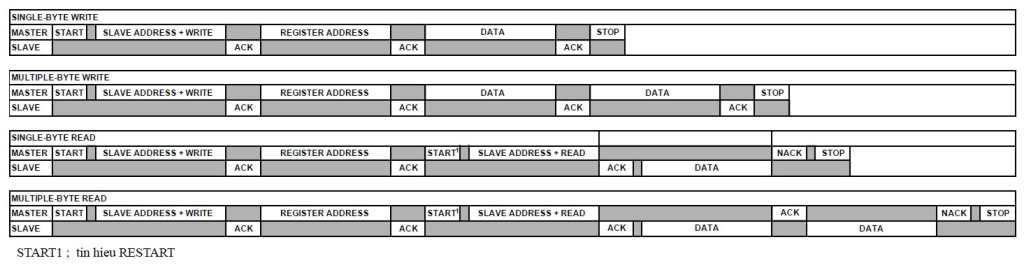 SINGLE-BYTE WRITE
MASTER START SLAVE ADDRESS + WRITE REGISTER ADDRESS DATA STOP
SLAVE ACK ACK ACK
MULTIPLE-BYTE WRITE
MASTER START SLAVE ADDRESS + WRITE REGISTER ADDRESS DATA DATA STOP
SLAVE ACK ACK ACK ACK
SINGLE-BYTE READ
MASTER START SLAVE ADDRESS + WRITE REGISTER ADDRESS START1 SLAVE ADDRESS + READ NACK STOP
SLAVE ACK ACK ACK DATA
MULTIPLE-BYTE READ
MASTER START SLAVE ADDRESS + WRITE REGISTER ADDRESS START1 SLAVE ADDRESS + READ ACK NACK STOP
SLAVE ACK ACK ACK DATA DATA
START1 ; tin hieu RESTART